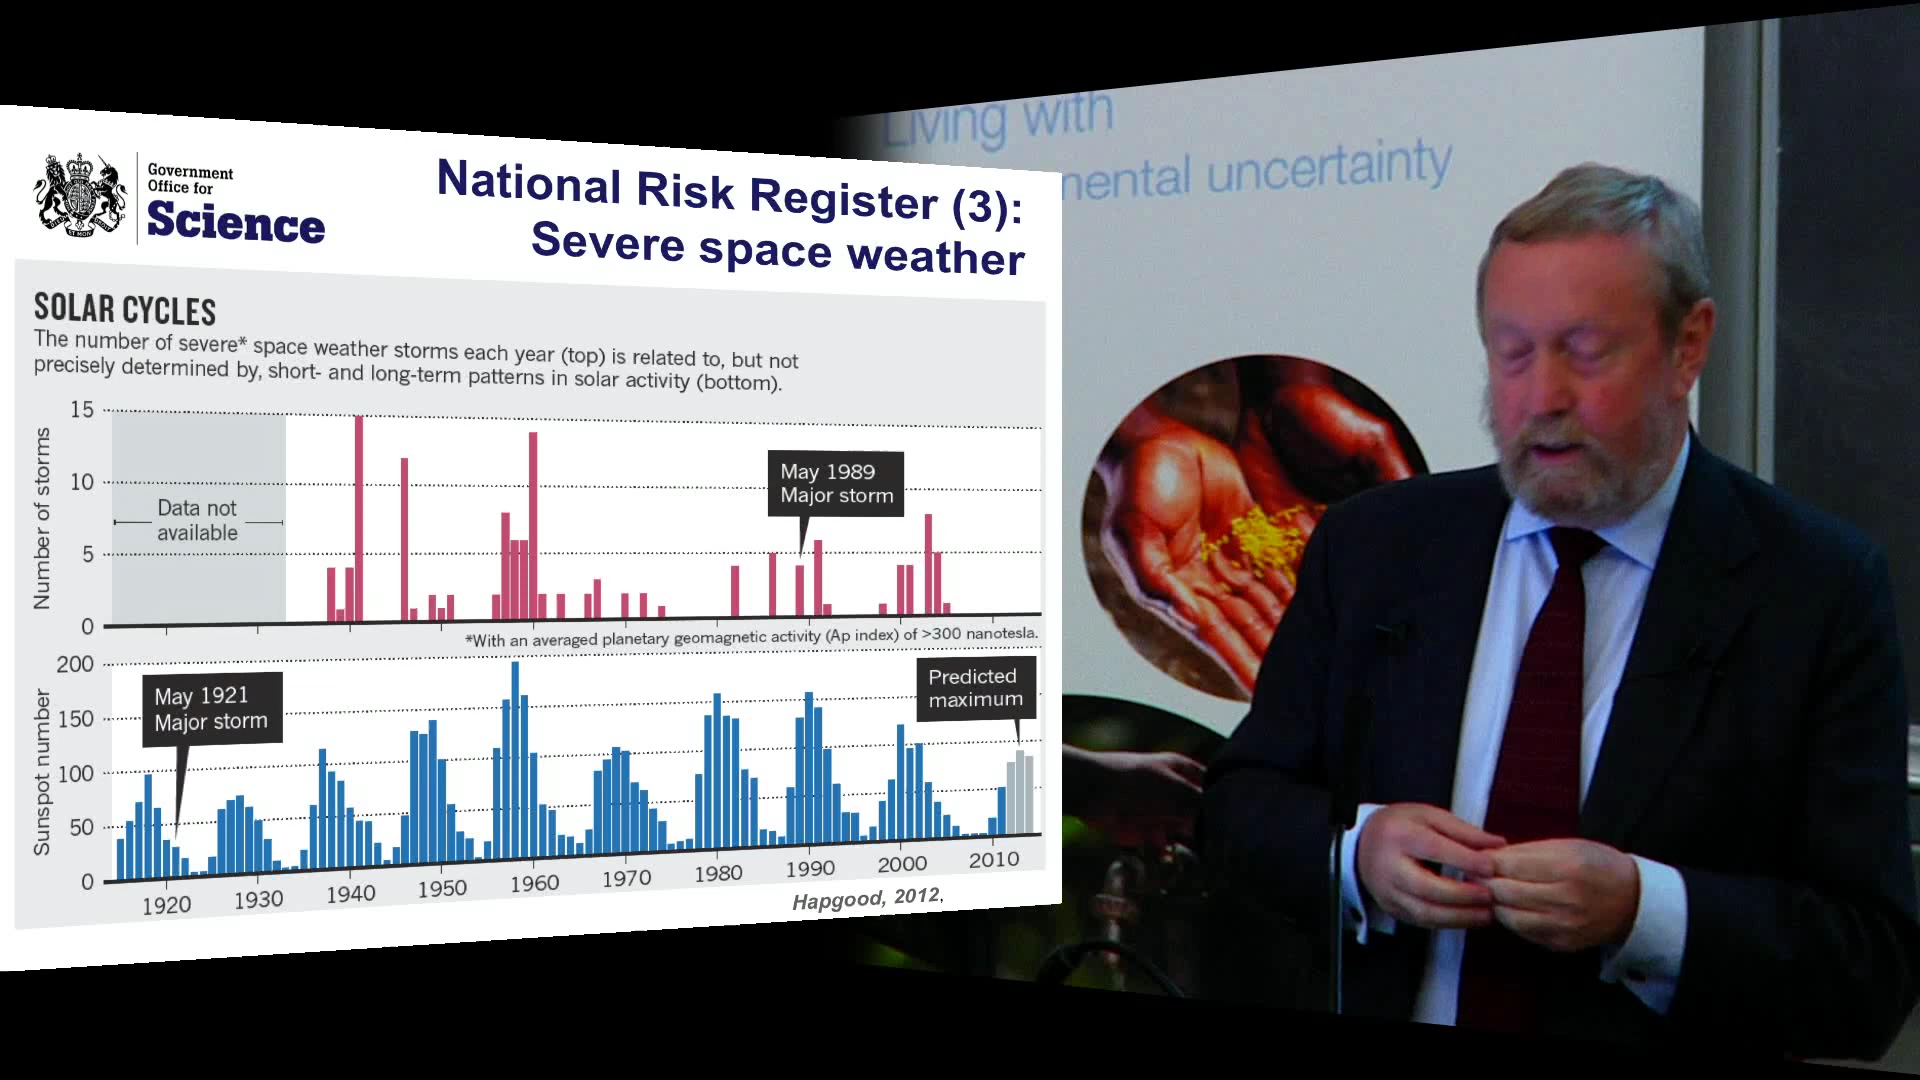 Living with
mental uncertainty
Government
Office for
Science
National Risk Register (3):
Severe space weather
SOLAR CYCLES
The number of severe* space weather storms each year (top) is related to, but not
precisely determined by, short- and long-term patterns in solar activity (bottom).
Number of storms
15
10
5
0
Data not
available
May 1989
Major storm
*With an averaged planetary geomagnetic activity (Ap index) of >300 nanotesla.
Sunspot number
200
150
100
50
0
May 1921
Major storm
Predicted
maximum
1920 1930 1940 1950 1960 1970 1980 1990 2000 2010
Hapgood, 2012,